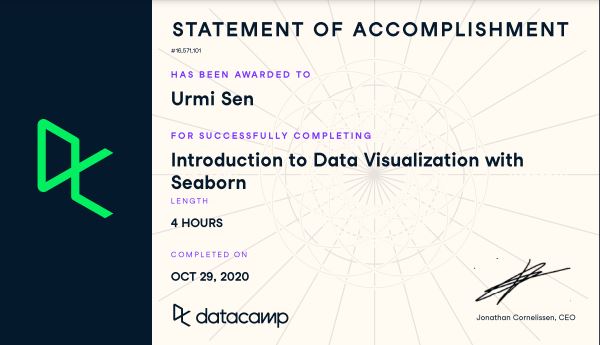 STATEMENT OF ACCOMPLISHMENT
#16,571,101
HAS BEEN AWARDED TO
Urmi Sen
FOR SUCCESSFULLY COMPLETING
Introduction to Data Visualization with
Seaborn
LENGTH
4 HOURS
COMPLETED ON
OCT 29, 2020
datacamp
Jonathan Cornelissen, CEO